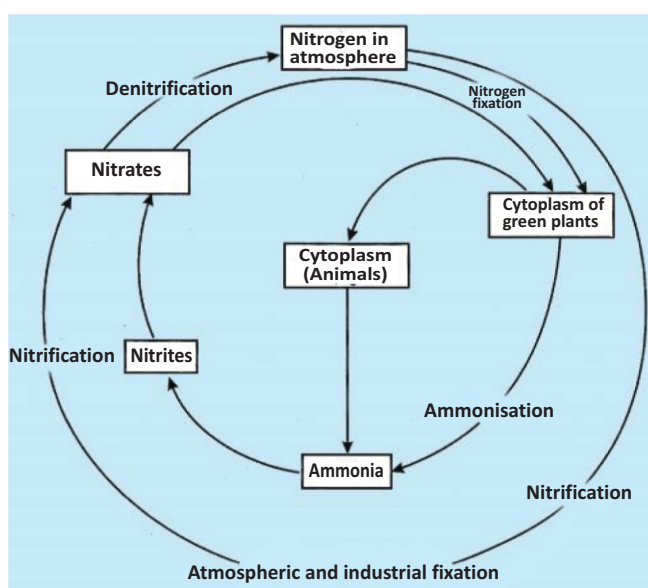 Nitrogen in
atmosphere
Denitrification
Nitrogen
fixation
Nitrates
Cytoplasm of
green plants
Cytoplasm
(Animals)
Nitrification
Nitrites
Ammonisation
Ammonia
Nitrification
Atmospheric and industrial fixation